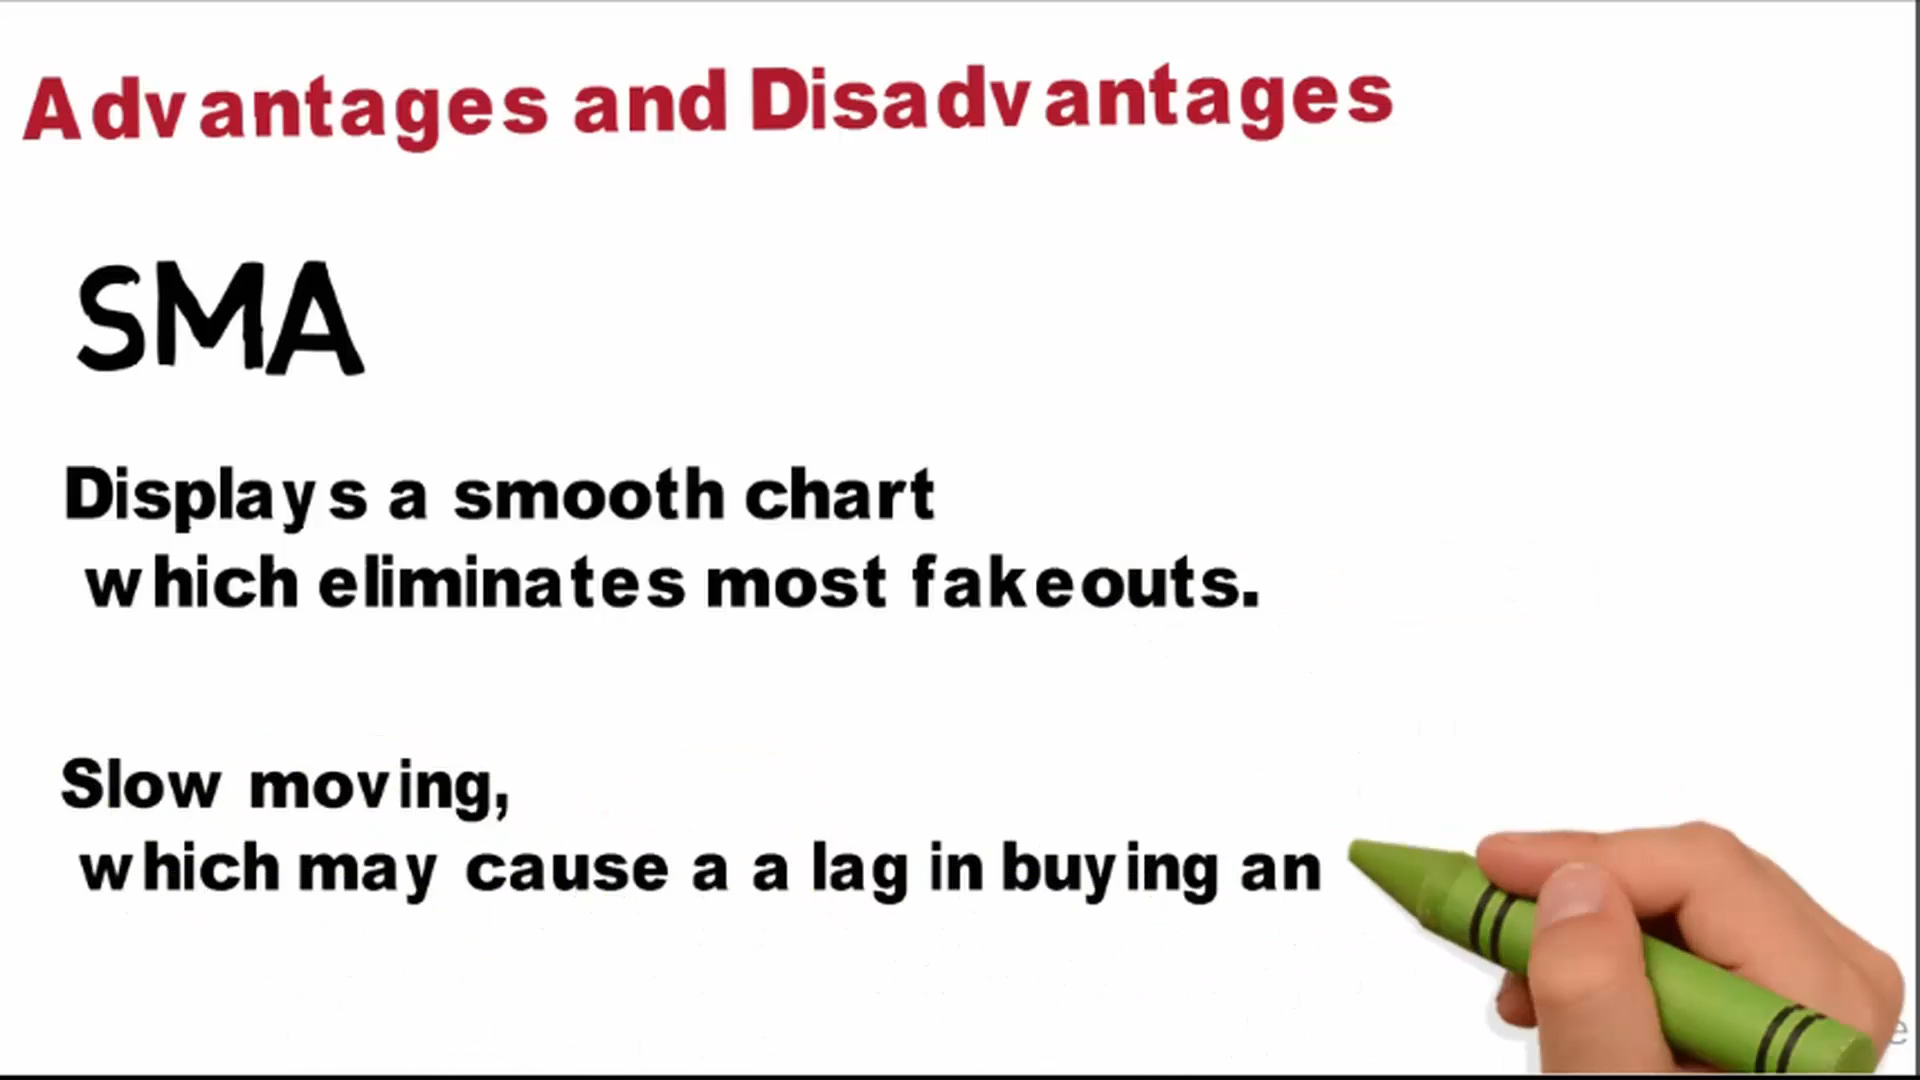 Advantages and Disadvantages
SMA
Displays a smooth chart
which eliminates most fakeouts.
Slow moving,
which may cause a a lag in buying an